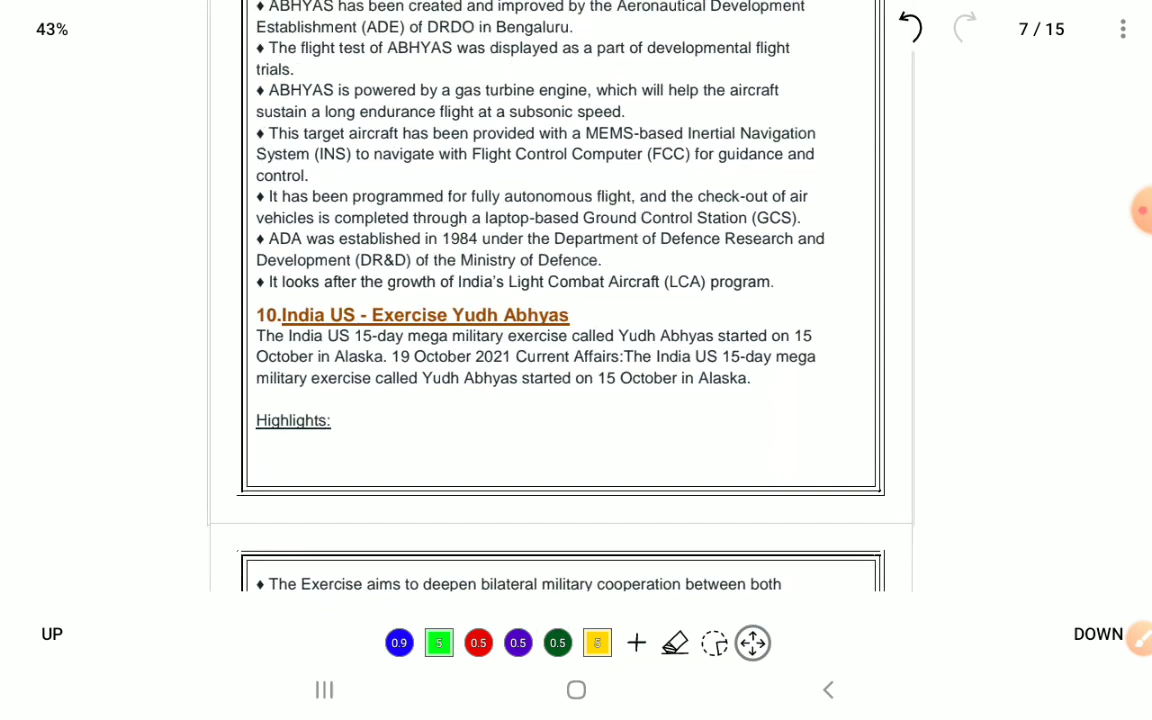 ♦ ABHYAS has been created and improved by the Aeronautical Development
Establishment (ADE) of DRDO in Bengaluru.
♦ The flight test of ABHYAS was displayed as a part of developmental flight
trials.
♦ ABHYAS is powered by a gas turbine engine, which will help the aircraft
sustain a long endurance flight at a subsonic speed.
♦ This target aircraft has been provided with a MEMS-based Inertial Navigation
System (INS) to navigate with Flight Control Computer (FCC) for guidance and
control.
♦ It has been programmed for fully autonomous flight, and the check-out of air
vehicles is completed through a laptop-based Ground Control Station (GCS).
♦ ADA was established in 1984 under the Department of Defence Research and
Development (DR&D) of the Ministry of Defence.
♦ It looks after the growth of India's Light Combat Aircraft (LCA) program.
10.India US - Exercise Yudh Abhyas
The India US 15-day mega military exercise called Yudh Abhyas started on 15
October in Alaska. 19 October 2021 Current Affairs:The India US 15-day mega
military exercise called Yudh Abhyas started on 15 October in Alaska.
Highlights:
♦ The Exercise aims to deepen bilateral military cooperation between both
43%
7 / 15
UP
0.9 5 0.5 0.5 0.5 5
DOWN